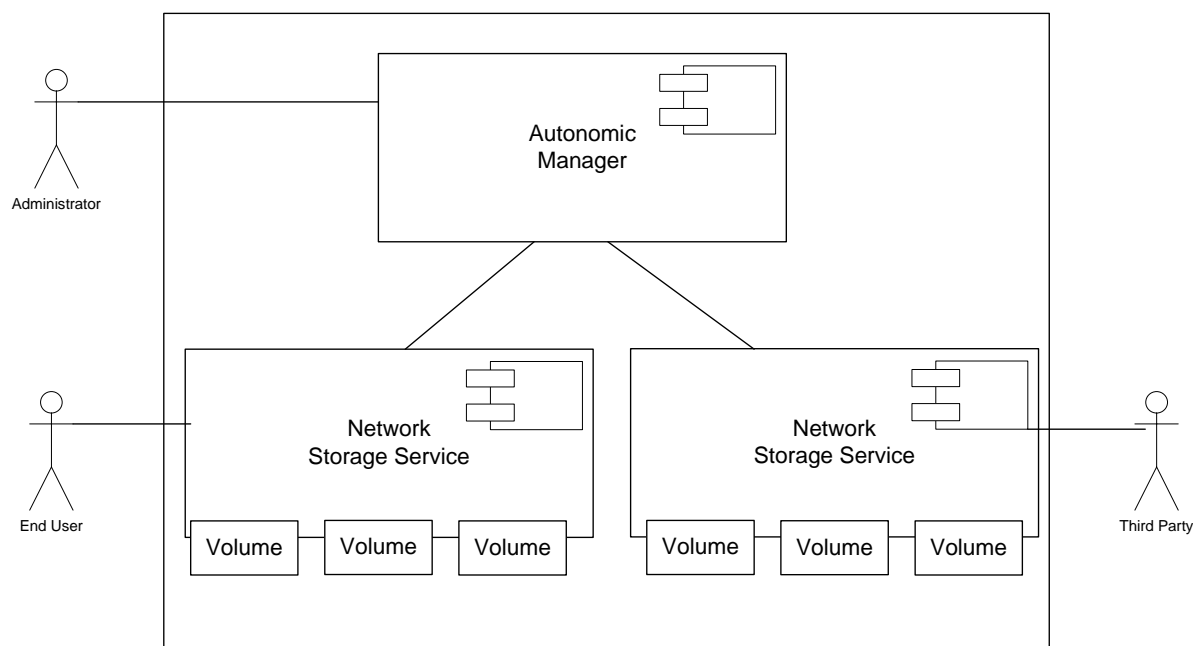 Autonomic
Manager
Administrator
Network
Storage Service
Network
Storage Service
End User
Third Party
Volume
Volume
Volume
Volume
Volume
Volume